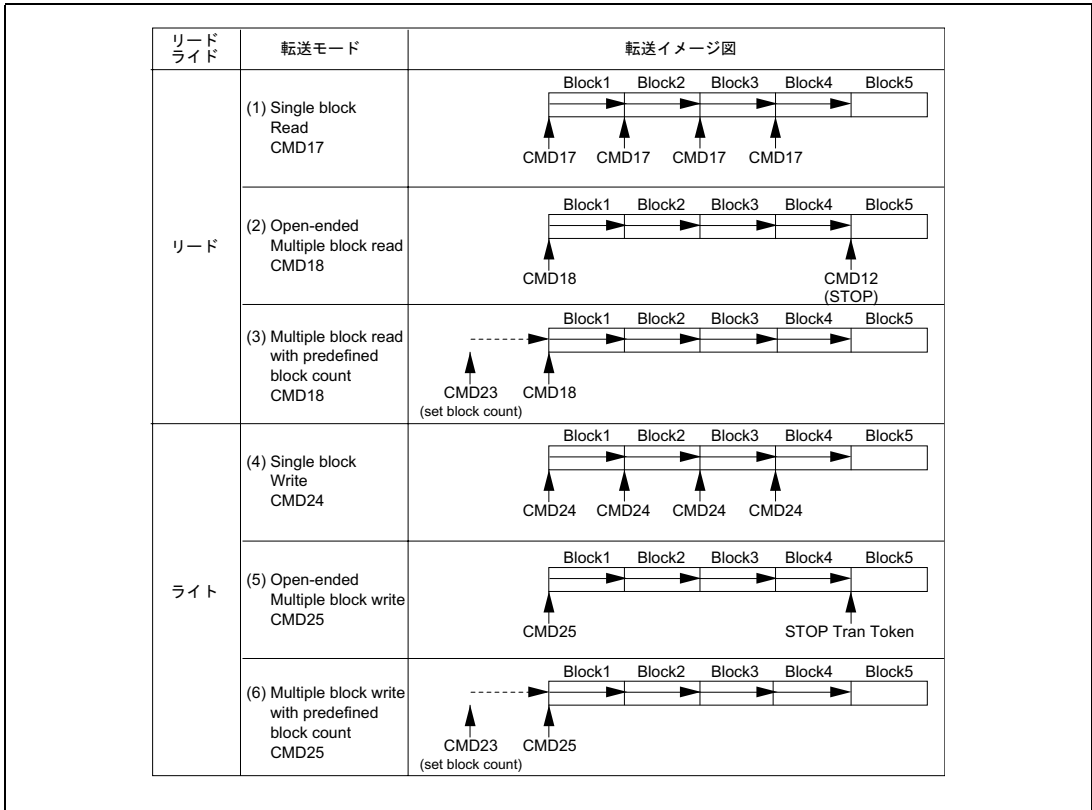 リード
ライド
転送モード
転送イメージ図
リード
(1) Single block
Read
CMD17
Block1 Block2 Block3 Block4 Block5
CMD17 CMD17 CMD17 CMD17
(2) Open-ended
Multiple block read
CMD18
Block1 Block2 Block3 Block4 Block5
CMD18
CMD12
(STOP)
(3) Multiple block read
with predefined
block count
CMD18
Block1 Block2 Block3 Block4 Block5
CMD23 CMD18
(set block count)
ライト
(4) Single block
Write
CMD24
Block1 Block2 Block3 Block4 Block5
CMD24 CMD24 CMD24 CMD24
(5) Open-ended
Multiple block write
CMD25
Block1 Block2 Block3 Block4 Block5
CMD25
STOP Tran Token
(6) Multiple block write
with predefined
block count
CMD25
Block1 Block2 Block3 Block4 Block5
CMD23 CMD25
(set block count)